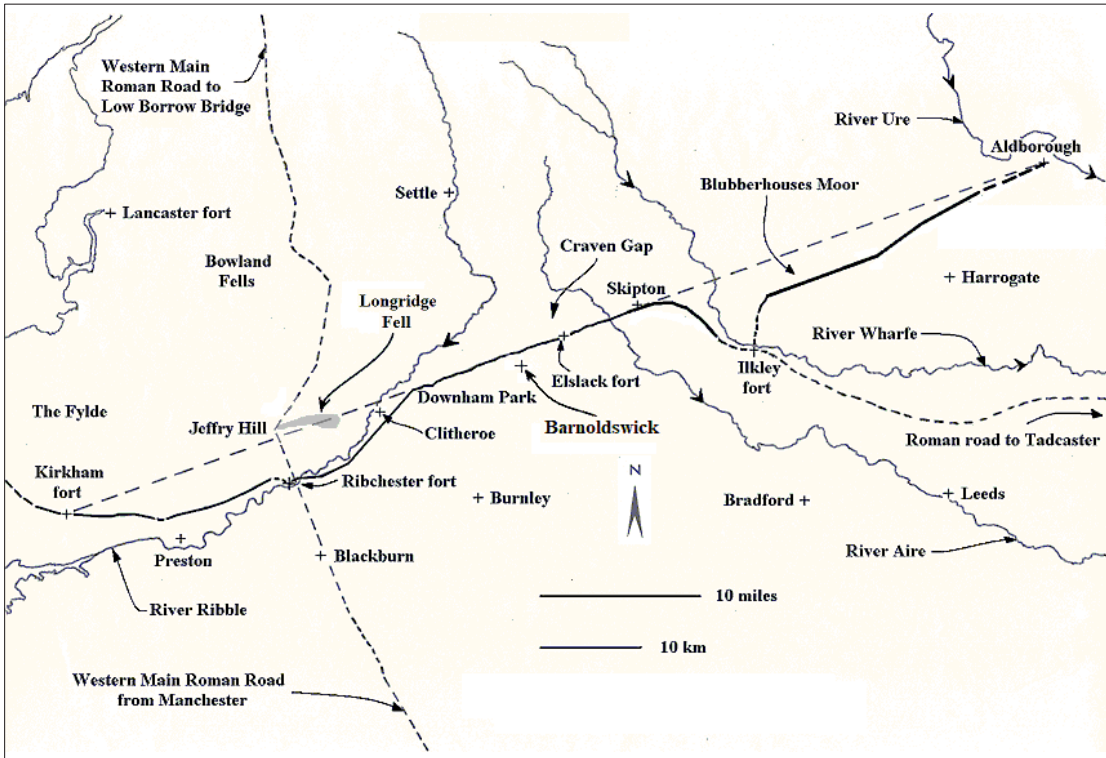 Western Main
Roman Road to
Low Borrow Bridge
River Ure
Aldborough
Settle
Blubberhouses Moor
Lancaster fort
Craven Gap
Bowland
Fells
Skipton
Harrogate
Longridge
Fell
River Wharfe
Elslack fort
Ilkley
fort
Downham Park
The Fylde
Jeffry Hill
Clitheroe
Barnoldswick
Roman road to Tadcaster
Kirkham
fort
Ribchester fort
N
Burnley
Bradford
Leeds
Preston
Blackburn
River Aire
River Ribble
10 miles
10 km
Western Main Roman Road
from Manchester